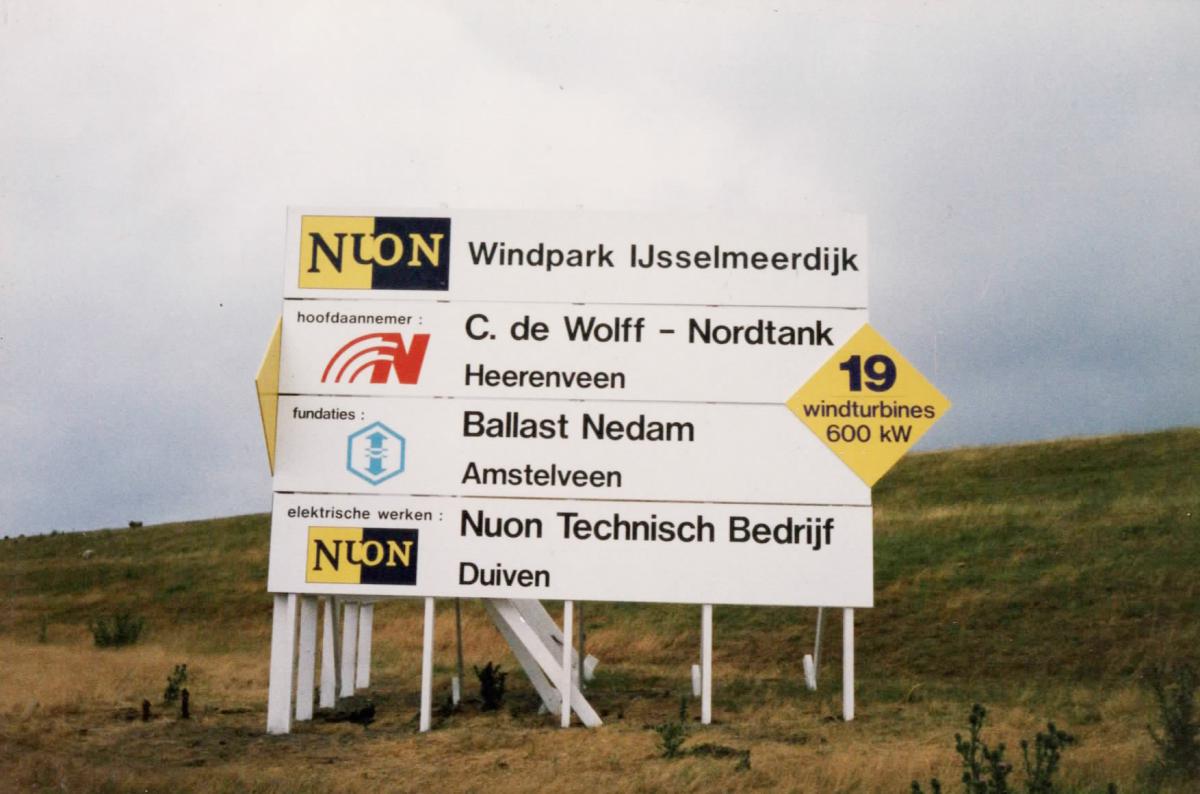 NUON Windpark IJsselmeerdijk
hoofdaannemer :
C. de Wolff - Nordtank
Heerenveen
19
windturbines
600 kW
fundaties :
Ballast Nedam
Amstelveen
elektrische werken :
NUON
Nuon Technisch Bedrijf
Duiven